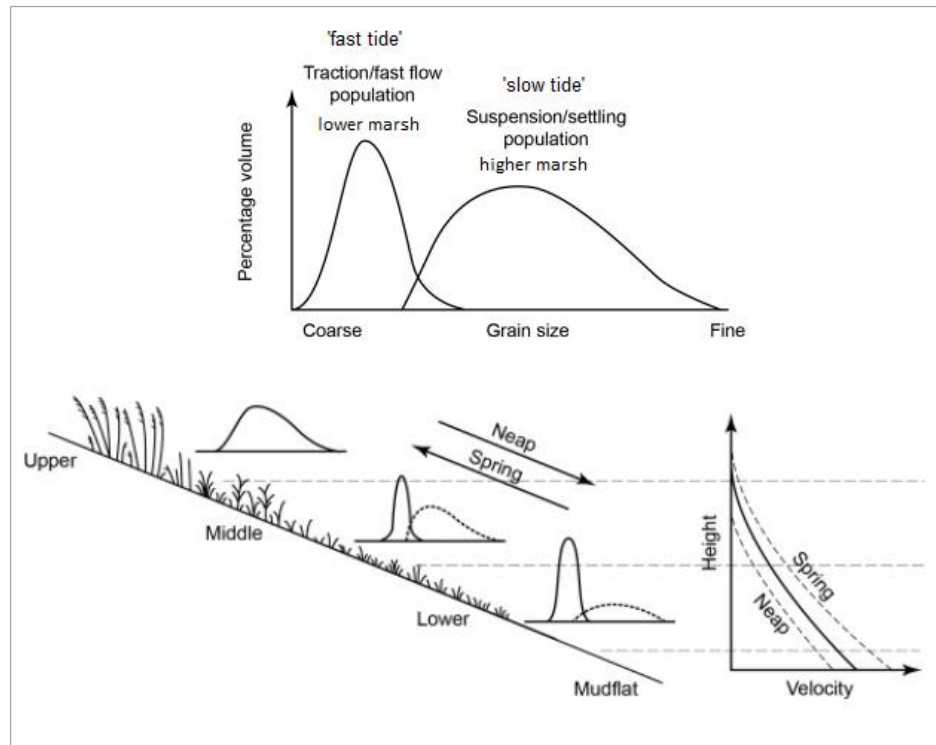 'fast tide'
Traction/fast flow
population
lower marsh
'slow tide'
Suspension/settling
population
higher marsh
Percentage volume
Coarse
Grain size
Fine
Upper
Middle
Lower
Mudflat
Neap
Spring
Height
Spring
Neap
Velocity